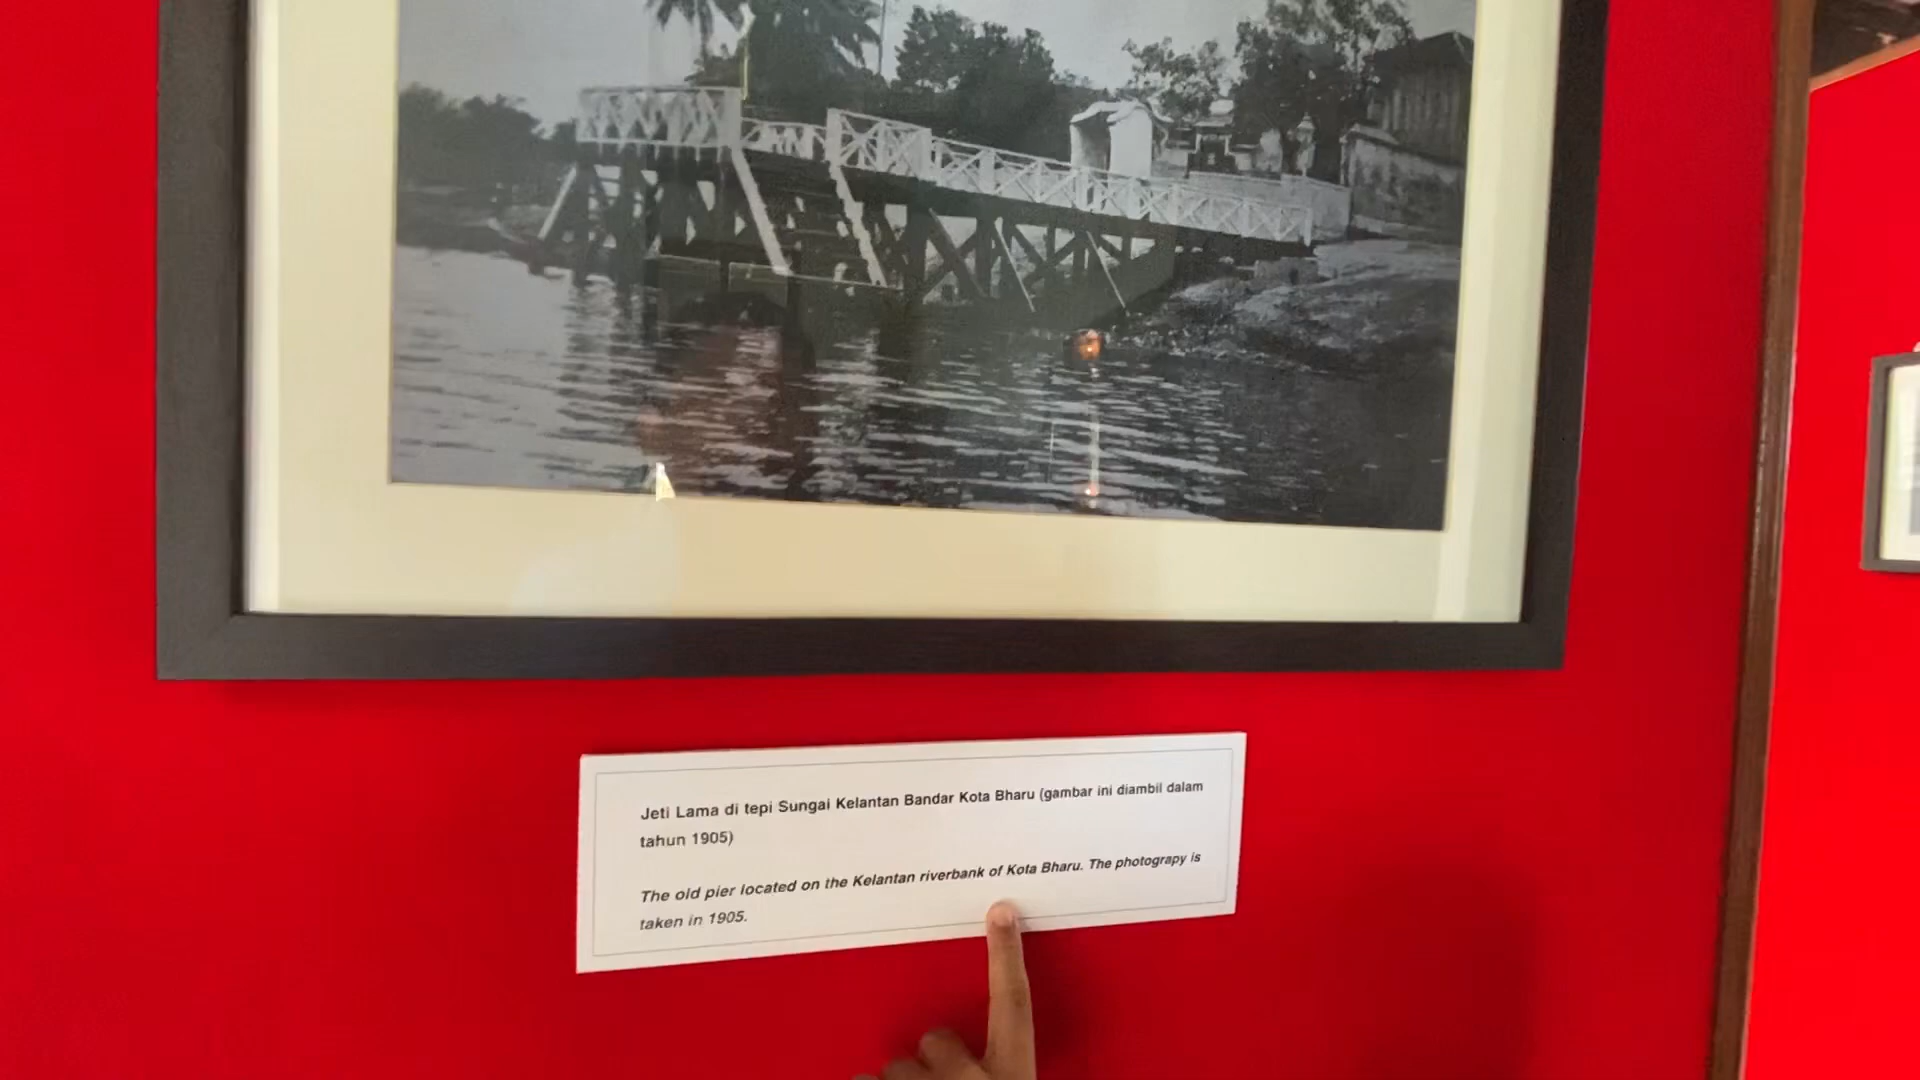 Jeti Lama di tepi Sungai Kelantan Bandar Kota Bharu (gambar ini diambil dalam
tahun 1905)
The old pier located on the Kelantan riverbank of Kota Bharu. The photograpy is
taken in 1905.